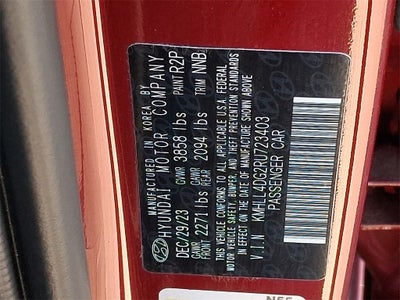 MANUFACTURED IN KOREA BY
HYUNDAI MOTOR COMPANY
DEC/29/23 PAINT R2P
GVWR 3858 lbs TRIM NNB
GAWR FRONT 2271 lbs GAWR REAR 2094 lbs
THIS VEHICLE CONFORMS TO ALL APPLICABLE U.S.A. FEDERAL
MOTOR VEHICLE SAFETY, BUMPER, AND THEFT PREVENTION STANDARDS
IN EFFECT ON THE DATE OF MANUFACTURE SHOWN ABOVE
V.I.N KMHLL4DG2RU723403
PASSENGER CAR